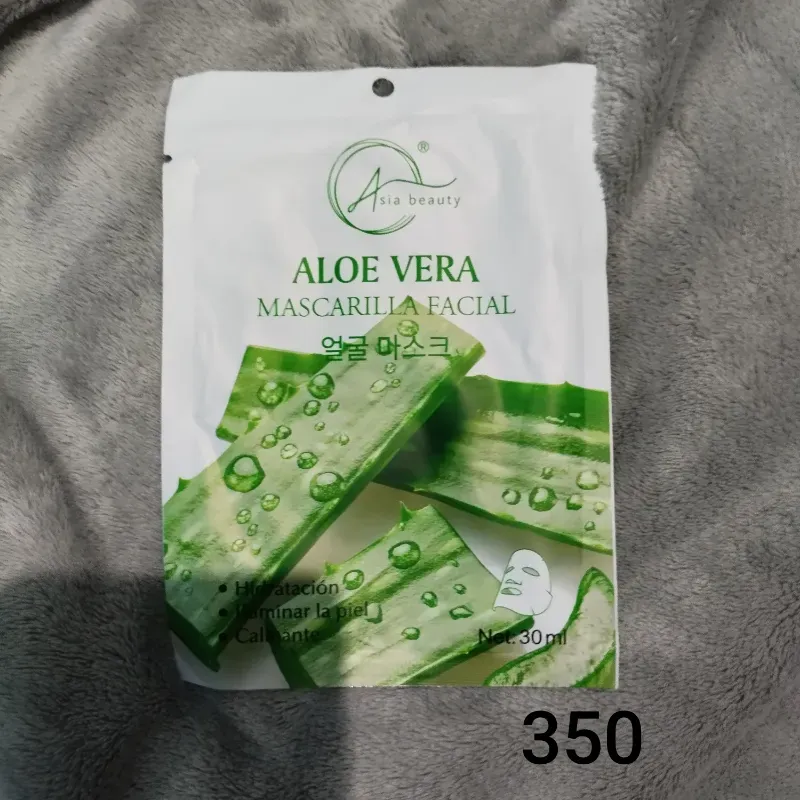 ®
Asia beauty
ALOE VERA
MASCARILLA FACIAL
얼굴 마스크
• Hidratación
• Iluminar la piel
• Calmante
Net: 30 ml
350